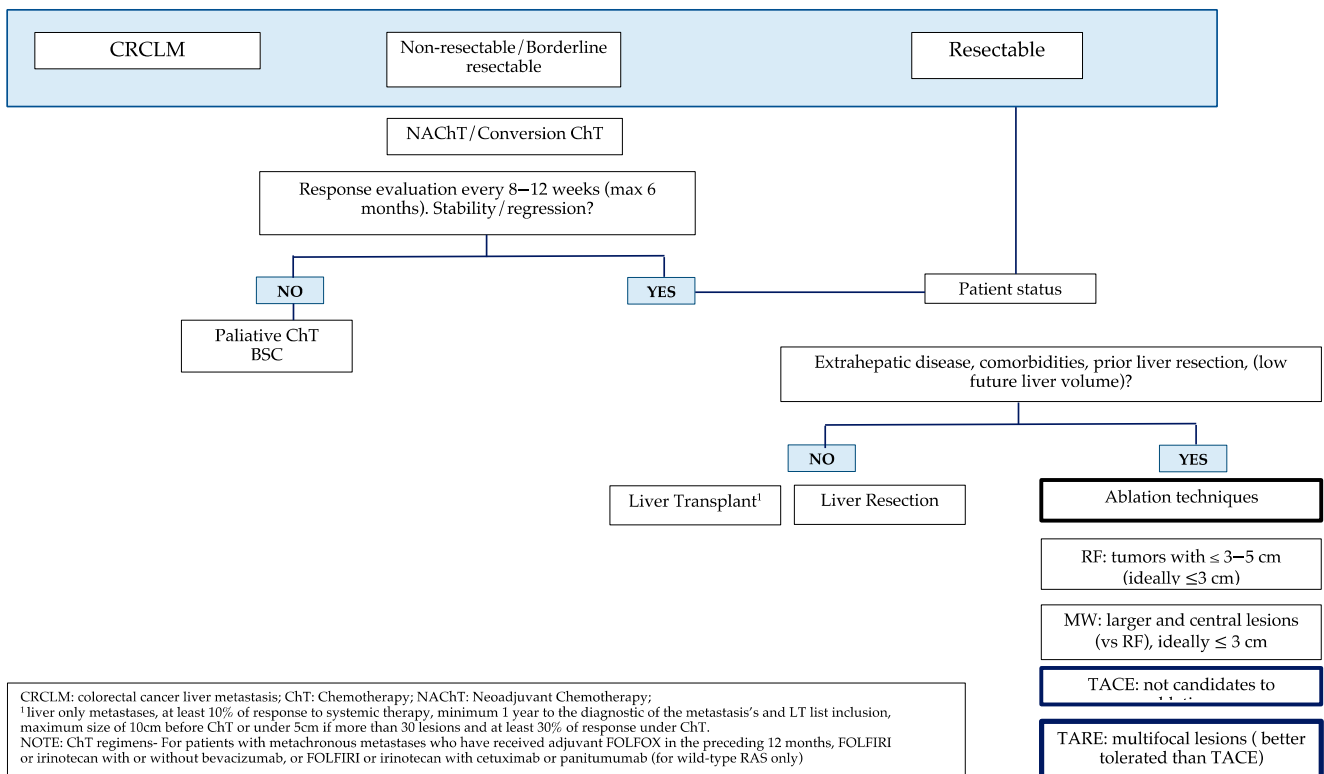 CRCLM
Non-resectable/Borderline
resectable
Resectable
NAChT/Conversion ChT
Response evaluation every 8–12 weeks (max 6
months). Stability/regression?
NO
YES
Patient status
Paliative ChT
BSC
Extrahepatic disease, comorbidities, prior liver resection, (low
future liver volume)?
NO
YES
Liver Transplant¹
Liver Resection
Ablation techniques
RF: tumors with ≤ 3–5 cm
(ideally ≤3 cm)
MW: larger and central lesions
(vs RF), ideally ≤ 3 cm
TACE: not candidates to
TARE: multifocal lesions ( better
tolerated than TACE)
CRCLM: colorectal cancer liver metastasis; ChT: Chemotherapy; NAChT: Neoadjuvant Chemotherapy;
¹ liver only metastases, at least 10% of response to systemic therapy, minimum 1 year to the diagnostic of the metastasis's and LT list inclusion,
maximum size of 10cm before ChT or under 5cm if more than 30 lesions and at least 30% of response under ChT.
NOTE: ChT regimens- For patients with metachronous metastases who have received adjuvant FOLFOX in the preceding 12 months, FOLFIRI
or irinotecan with or without bevacizumab, or FOLFIRI or irinotecan with cetuximab or panitumumab (for wild-type RAS only)